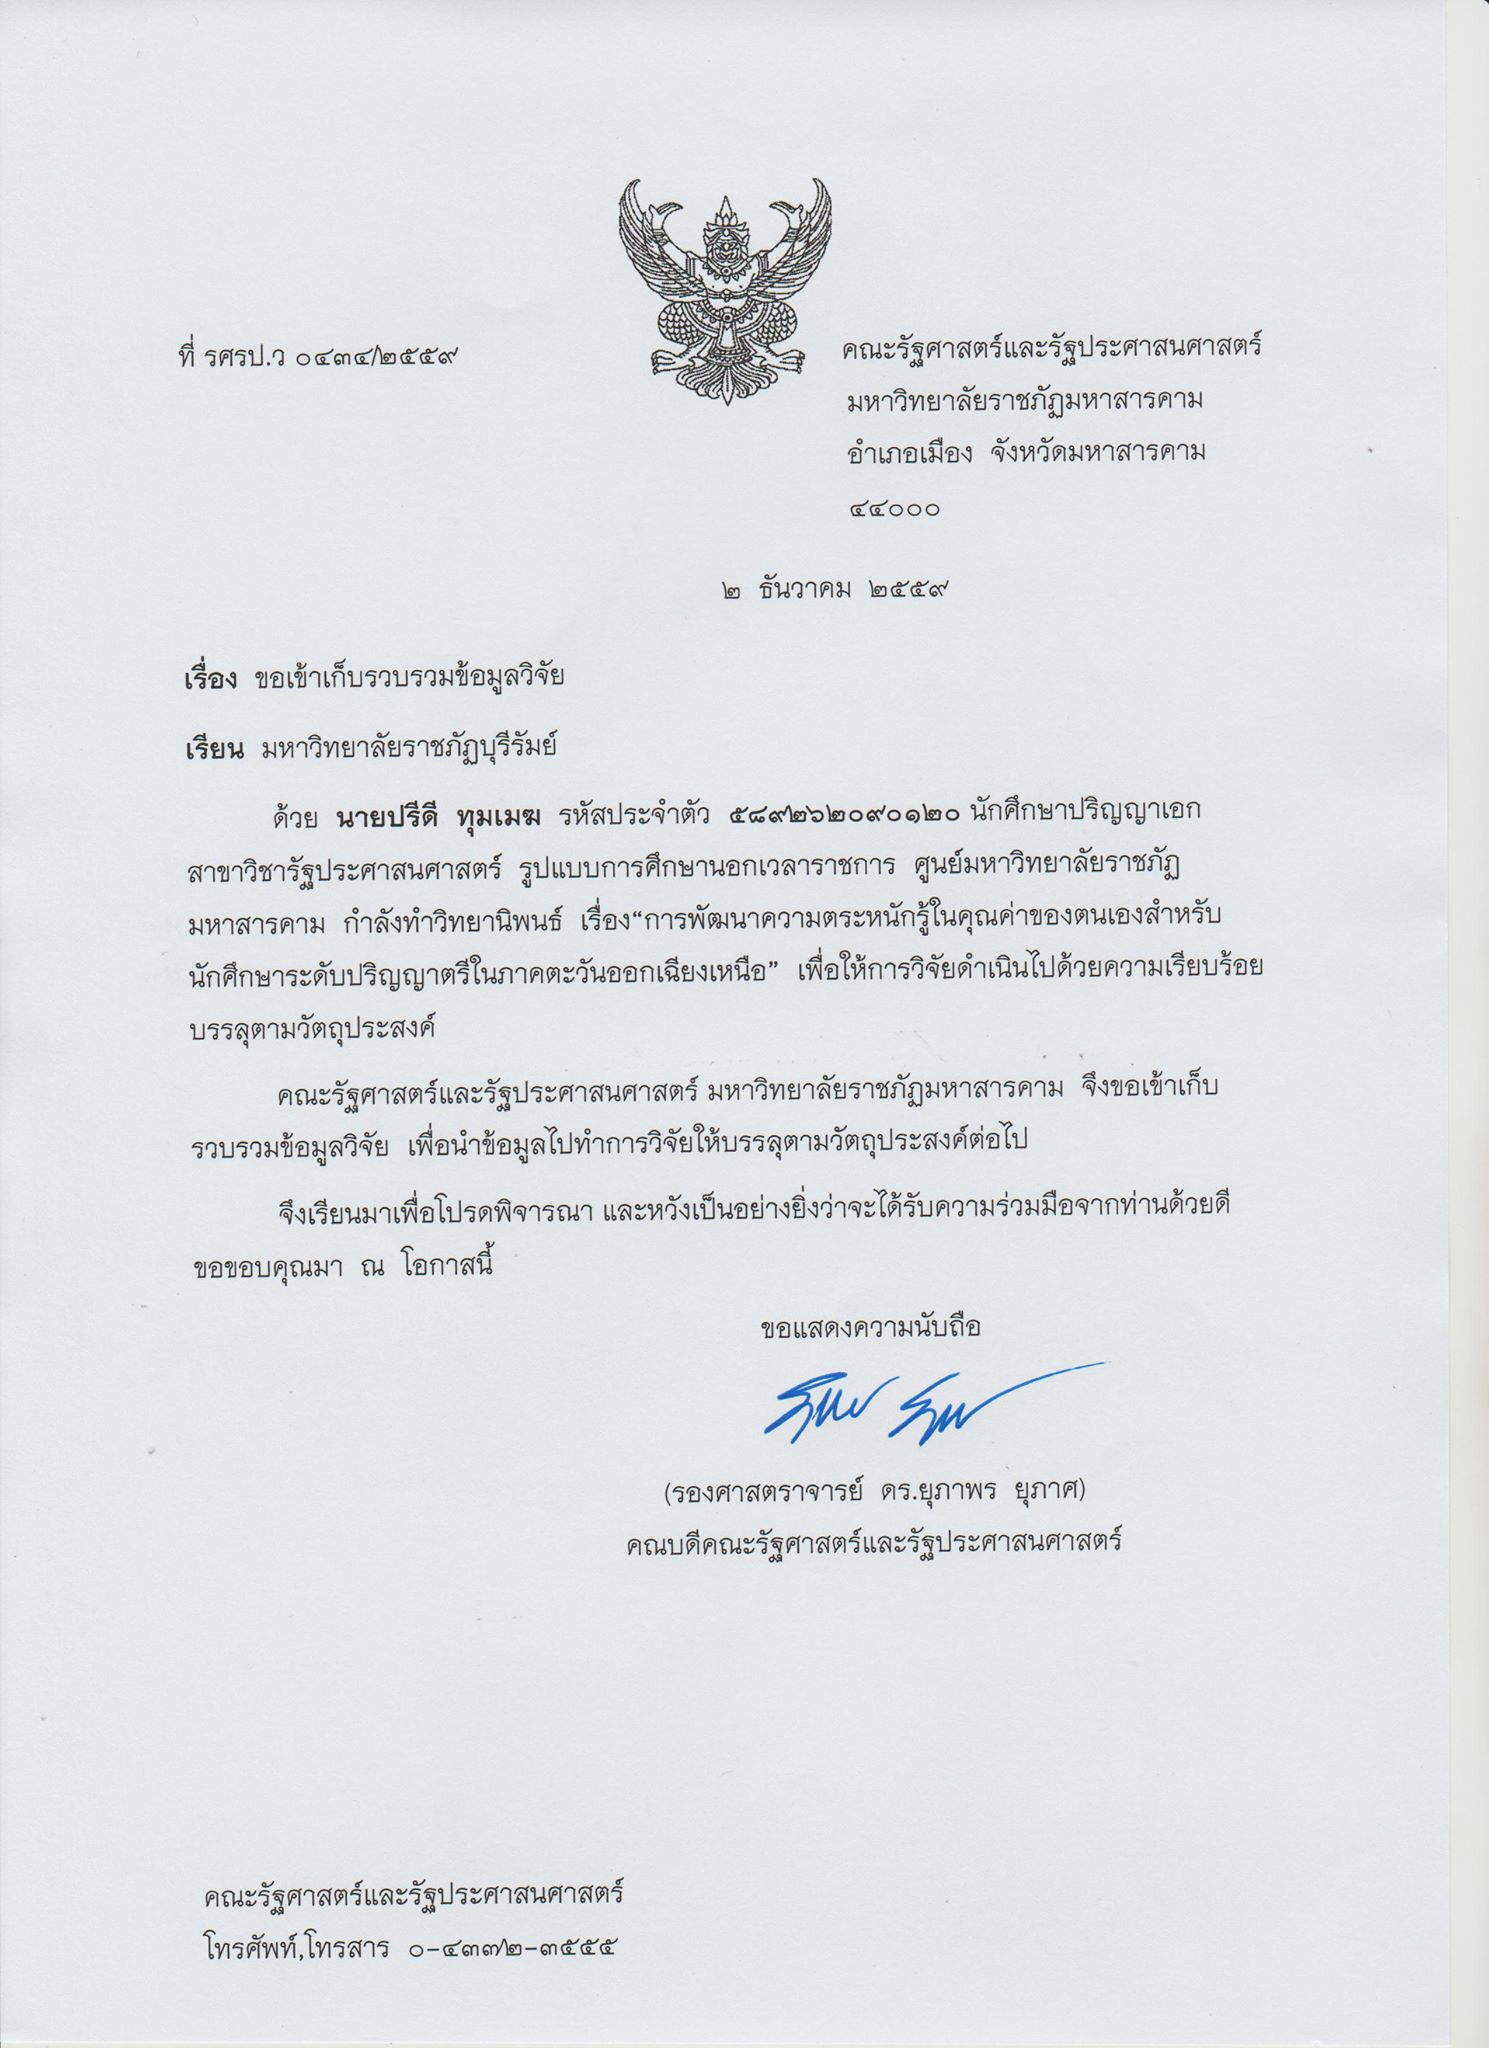 ที่ รศรป.ว ๐๔๓๔/๒๕๕๙
คณะรัฐศาสตร์และรัฐประศาสนศาสตร์
มหาวิทยาลัยราชภัฏมหาสารคาม
อำเภอเมือง จังหวัดมหาสารคาม
๔๔๐๐๐
๒ ธันวาคม ๒๕๕๙
เรื่อง ขอเข้าเก็บรวบรวมข้อมูลวิจัย
เรียน มหาวิทยาลัยราชภัฏบุรีรัมย์
ด้วย นายปรีดี ทุมเมฆ รหัสประจำตัว ๕๘๙๒๖๒๐๙๐๑๒๐ นักศึกษาปริญญาเอก
สาขาวิชารัฐประศาสนศาสตร์ รูปแบบการศึกษานอกเวลาราชการ ศูนย์มหาวิทยาลัยราชภัฏ
มหาสารคาม กำลังทำวิทยานิพนธ์ เรื่อง“การพัฒนาความตระหนักรู้ในคุณค่าของตนเองสำหรับ
นักศึกษาระดับปริญญาตรีในภาคตะวันออกเฉียงเหนือ” เพื่อให้การวิจัยดำเนินไปด้วยความเรียบร้อย
บรรลุตามวัตถุประสงค์
คณะรัฐศาสตร์และรัฐประศาสนศาสตร์ มหาวิทยาลัยราชภัฏมหาสารคาม จึงขอเข้าเก็บ
รวบรวมข้อมูลวิจัย เพื่อนำข้อมูลไปทำการวิจัยให้บรรลุตามวัตถุประสงค์ต่อไป
จึงเรียนมาเพื่อโปรดพิจารณา และหวังเป็นอย่างยิ่งว่าจะได้รับความร่วมมือจากท่านด้วยดี
ขอขอบคุณมา ณ โอกาสนี้
ขอแสดงความนับถือ
(รองศาสตราจารย์ ดร.ยุภาพร ยุภาศ)
คณบดีคณะรัฐศาสตร์และรัฐประศาสนศาสตร์
คณะรัฐศาสตร์และรัฐประศาสนศาสตร์
โทรศัพท์,โทรสาร ๐-๔๓๓๗๒-๓๕๕๕